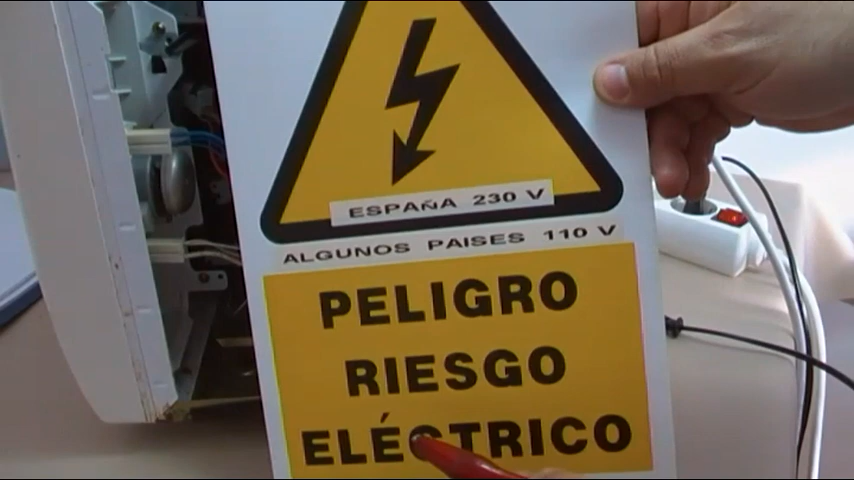 ESPAÑA 230 V
ALGUNOS PAISES 110 V
PELIGRO
RIESGO
ELÉCTRICO